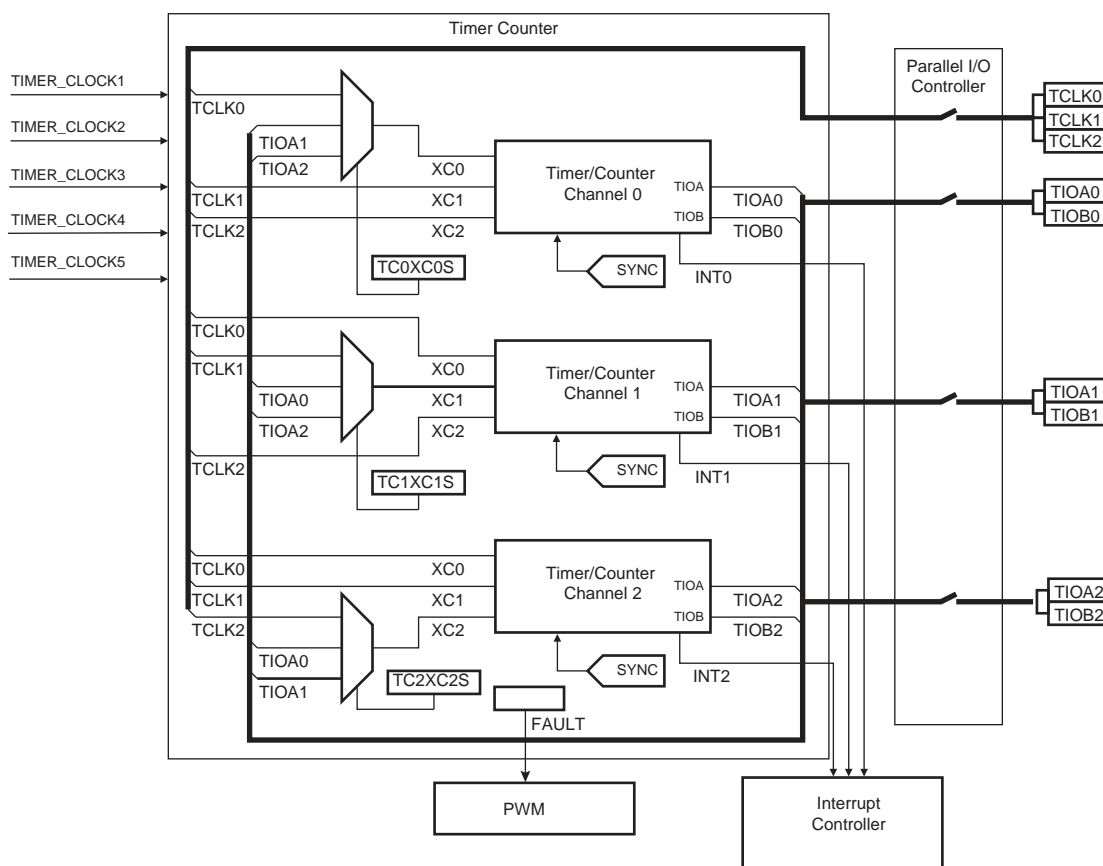 Timer Counter
Parallel I/O
Controller
TIMER_CLOCK1
TIMER_CLOCK2
TIMER_CLOCK3
TIMER_CLOCK4
TIMER_CLOCK5
TCLK0
TIOA1
TIOA2
TCLK1
TCLK2
XC0
XC1
XC2
TC0XC0S
Timer/Counter
Channel 0
TIOA
TIOB
TIOA0
TIOB0
SYNC
INT0
TCLK0
TCLK1
TCLK2
TIOA0
TIOB0
TCLK0
TCLK1
TIOA0
TIOA2
TCLK2
XC0
XC1
XC2
TC1XC1S
Timer/Counter
Channel 1
TIOA
TIOB
TIOA1
TIOB1
SYNC
INT1
TIOA1
TIOB1
TCLK0
TCLK1
TCLK2
TIOA0
TIOA1
XC0
XC1
XC2
TC2XC2S
Timer/Counter
Channel 2
TIOA
TIOB
TIOA2
TIOB2
SYNC
INT2
TIOA2
TIOB2
FAULT
PWM
Interrupt
Controller